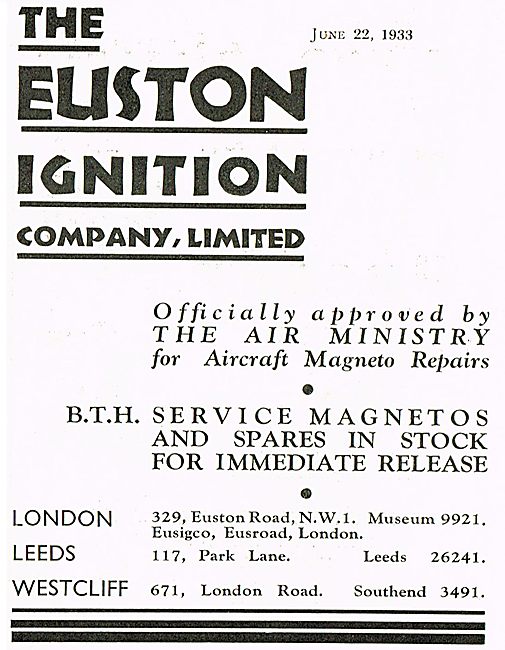 THE
JUNE 22, 1933
EUSTON
IGNITION
COMPANY, LIMITED
Officially approved by
THE AIR MINISTRY
for Aircraft Magneto Repairs
B.T.H. SERVICE MAGNETOS
AND SPARES IN STOCK
FOR IMMEDIATE RELEASE
LONDON 329, Euston Road, N.W.1. Museum 9921.
Eusigco, Eusroad, London.
LEEDS 117, Park Lane. Leeds 26241.
WESTCLIFF 671, London Road. Southend 3491.